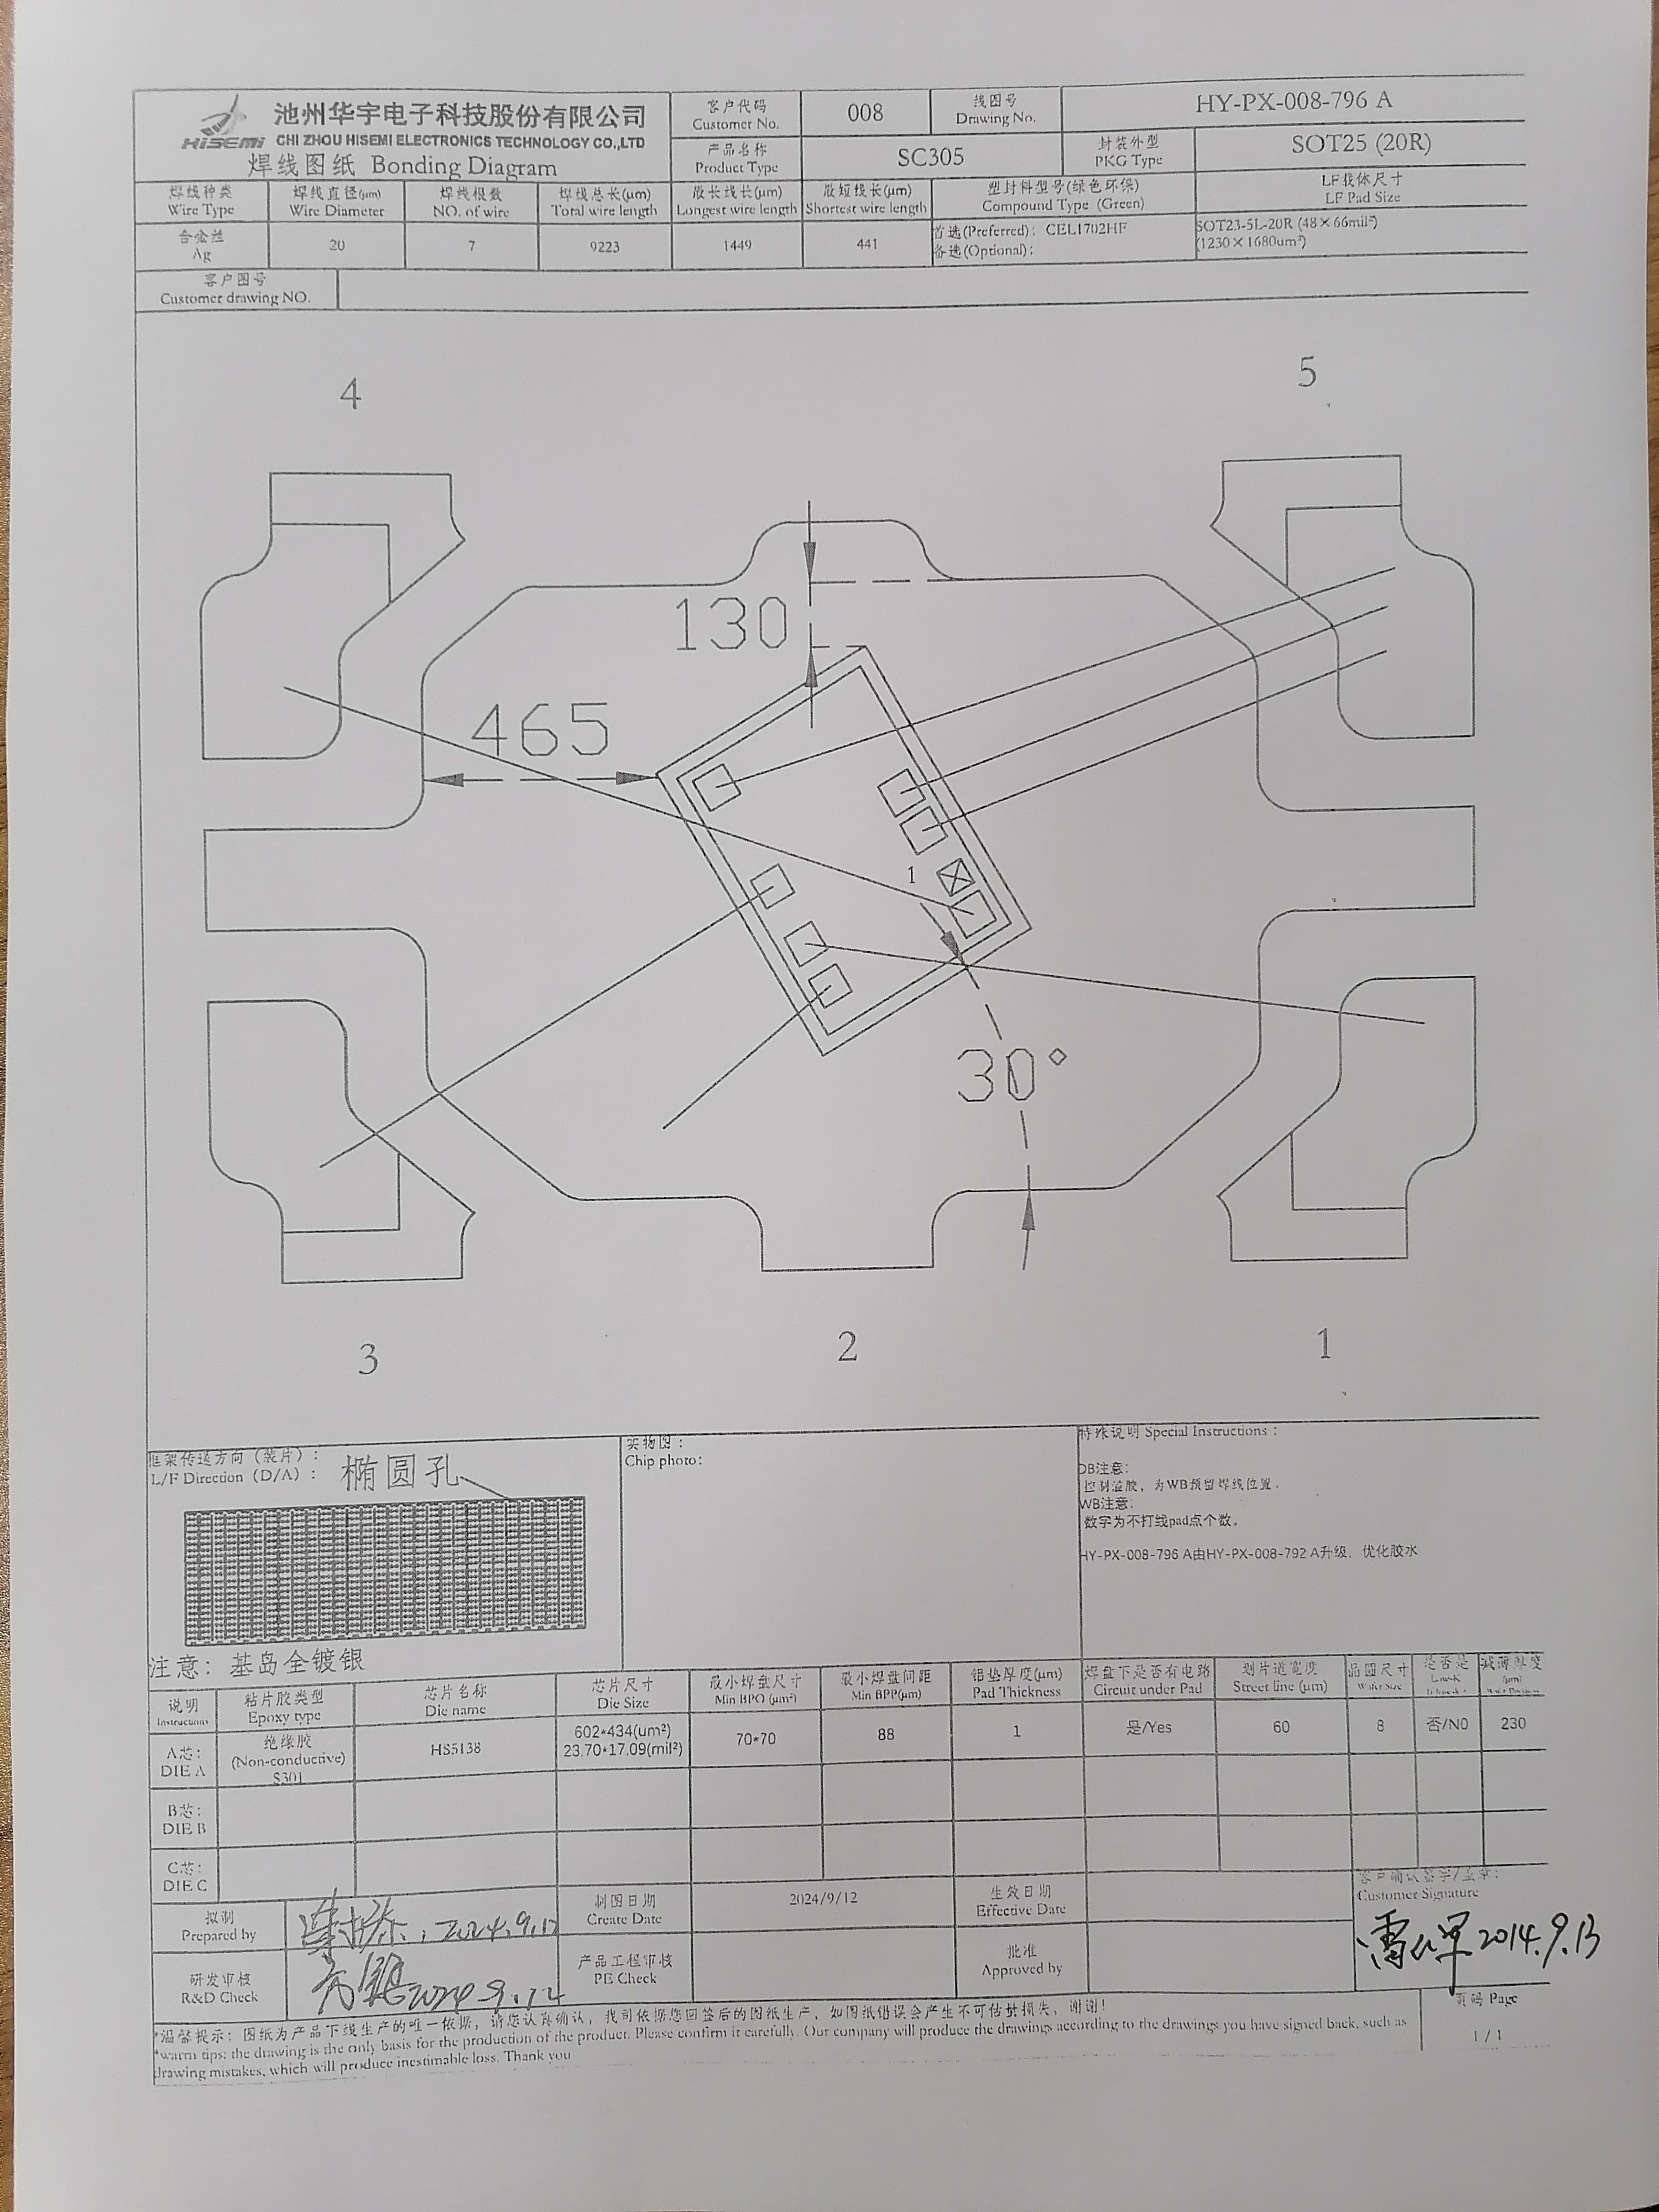 HISEMI
池州华宇电子科技股份有限公司
CHI ZHOU HISEMI ELECTRONICS TECHNOLOGY CO.,LTD
焊线图纸 Bonding Diagram
客户代码
Customer No.
008
线图号
Drawing No.
HY-PX-008-796 A
产品名称
Product Type
SC305
封装外型
PKG Type
SOT25 (20R)
焊线种类
Wire Type
焊线直径(μm)
Wire Diameter
焊线根数
NO. of wire
焊线总长(μm)
Total wire length
最长线长(μm)
Longest wire length
最短线长(μm)
Shortest wire length
塑封料型号(绿色环保)
Compound Type (Green)
LF载体尺寸
LF Pad Size
合金丝
Ag
20
7
9223
1449
441
首选(Preferred): CEL1702HF
备选(Optional):
SOT23-5L-20R (48×66mil²)
(1230×1680um²)
客户图号
Customer drawing NO.
4
5
130
465
1
30°
3
2
1
框架传送方向（装片）:
L/F Direction（D/A）:
椭圆孔
注意: 基岛全镀银
实物图:
Chip photo:
特殊说明 Special Instructions :
DB注意:
控制溢胶，为WB预留焊线位置。
WB注意:
数字为不打线pad点个数。
HY-PX-008-796 A由HY-PX-008-792 A升级，优化胶水
说明
Instructions
粘片胶类型
Epoxy type
芯片名称
Die name
芯片尺寸
Die Size
最小焊盘尺寸
Min BPO (μm²)
最小焊盘间距
Min BPP(μm)
铝垫厚度(μm)
Pad Thickness
焊盘下是否有电路
Circuit under Pad
划片道宽度
Street line (μm)
晶圆尺寸
Wafer Size
是否是
减薄厚度
(μm)
A芯:
DIE A
绝缘胶
(Non-conductive)
S301
HS5138
602*434(um²)
23.70*17.09(mil²)
70*70
88
1
是/Yes
60
8
否/NO
230
B芯:
DIE B
C芯:
DIE C
拟制
Prepared by
2024.9.12
制图日期
Create Date
2024/9/12
生效日期
Effective Date
客户确认签字/盖章:
Customer Signature
2014.9.13
研发审核
R&D Check
2024.9.12
产品工程审核
PE Check
批准
Approved by
*温馨提示: 图纸为产品下线生产的唯一依据，请您认真确认，我司依据您回签后的图纸生产，如图纸错误会产生不可估量损失，谢谢！
*warm tips: the drawing is the only basis for the production of the product. Please confirm it carefully. Our company will produce the drawings according to the drawings you have signed back, such as
drawing mistakes, which will produce inestimable loss. Thank you
页码 Page
1 / 1